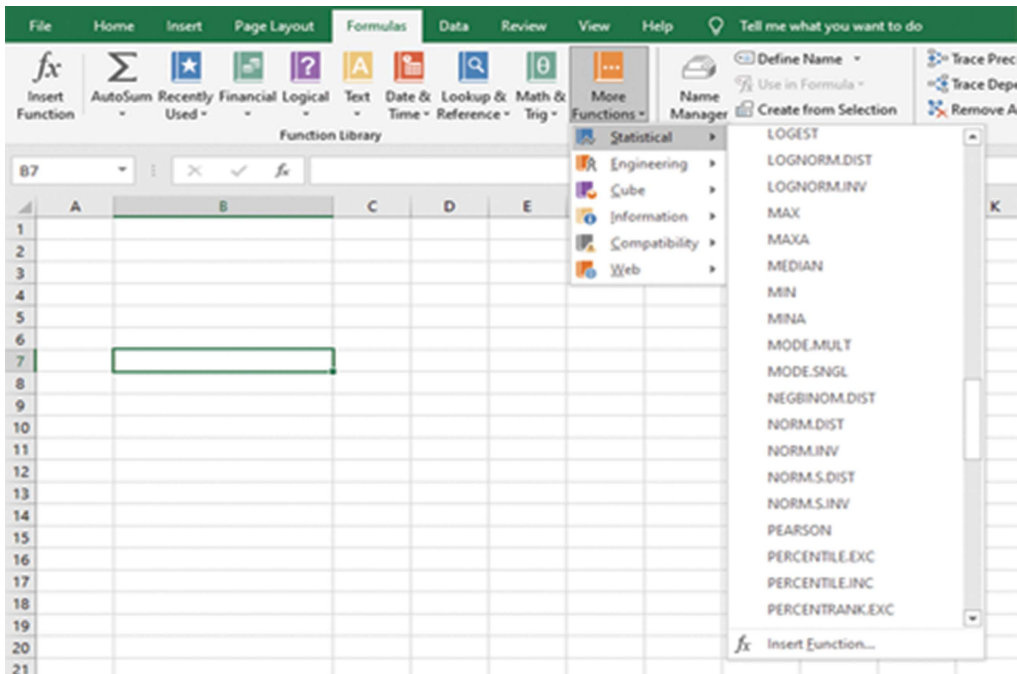 File Home Insert Page Layout Formulas Data Review View Help Tell me what you want to do
fx Σ A ? θ
Insert Function AutoSum Recently Used Financial Logical Text Date & Time Lookup & Reference Math & Trig More Functions Name Manager
Define Name
Use in Formula
Create from Selection
Trace Prec
Trace Depe
Remove A
Function Library
B7 fx
A B C D E K
1
2
3
4
5
6
7
8
9
10
11
12
13
14
15
16
17
18
19
20
21
Statistical
Engineering
Cube
Information
Compatibility
Web
LOGEST
LOGNORM.DIST
LOGNORM.INV
MAX
MAXA
MEDIAN
MIN
MINA
MODE.MULT
MODE.SNGL
NEGBINOM.DIST
NORM.DIST
NORM.INV
NORM.S.DIST
NORM.S.INV
PEARSON
PERCENTILE.EXC
PERCENTILE.INC
PERCENTRANK.EXC
fx Insert Function...